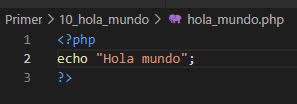 Primer > 10_hola_mundo > hola_mundo.php
1 <?php
2 echo "Hola mundo";
3 ?>